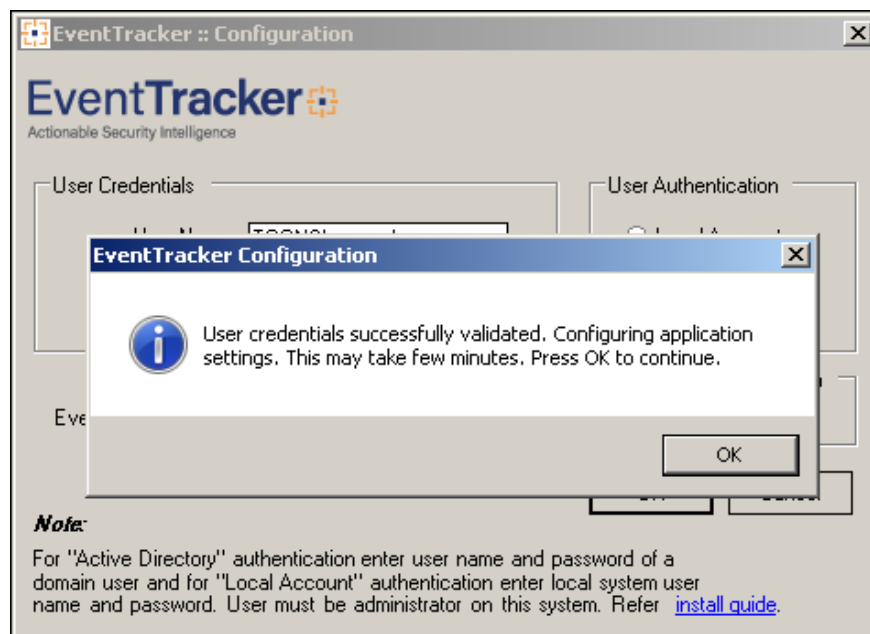 EventTracker :: Configuration
EventTracker
Actionable Security Intelligence
User Credentials
User Authentication
EventTracker Configuration
User credentials successfully validated. Configuring application
settings. This may take few minutes. Press OK to continue.
OK
Note:
For "Active Directory" authentication enter user name and password of a
domain user and for "Local Account" authentication enter local system user
name and password. User must be administrator on this system. Refer install guide.